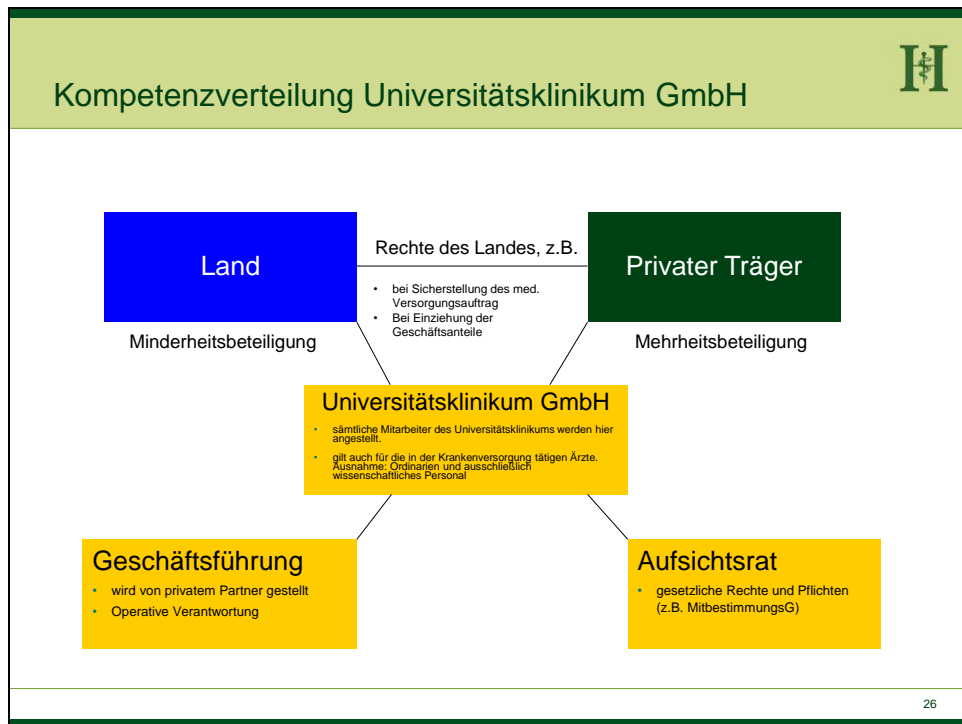 Kompetenzverteilung Universitätsklinikum GmbH
Land
Rechte des Landes, z.B.
Privater Träger
• bei Sicherstellung des med.
Versorgungsauftrag
• Bei Einziehung der
Geschäftsanteile
Minderheitsbeteiligung
Mehrheitsbeteiligung
Universitätsklinikum GmbH
• sämtliche Mitarbeiter des Universitätsklinikums werden hier
angestellt.
• gilt auch für die in der Krankenversorgung tätigen Ärzte.
Ausnahme: Ordinarien und ausschließlich
wissenschaftliches Personal
Geschäftsführung
• wird von privatem Partner gestellt
• Operative Verantwortung
Aufsichtsrat
• gesetzliche Rechte und Pflichten
(z.B. MitbestimmungsG)
26